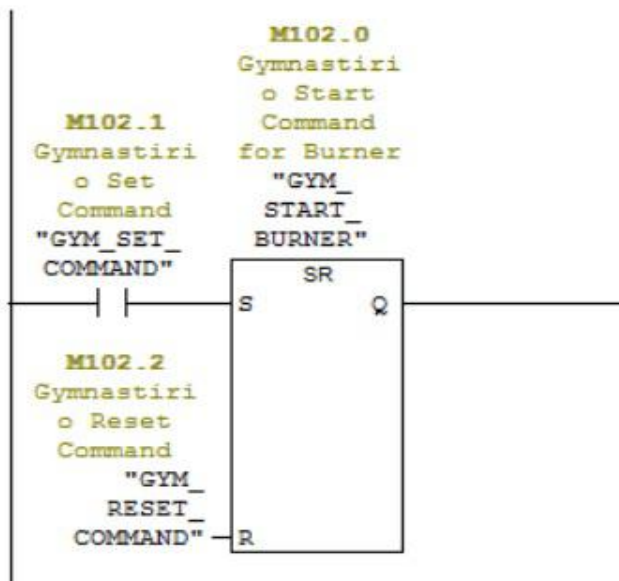 M102.0
Gymnastiri
o Start
Command
for Burner
"GYM_
START_
BURNER"
M102.1
Gymnastiri
o Set
Command
"GYM_SET_
COMMAND"
SR
S
Q
M102.2
Gymnastiri
o Reset
Command
"GYM_
RESET_
COMMAND"
R